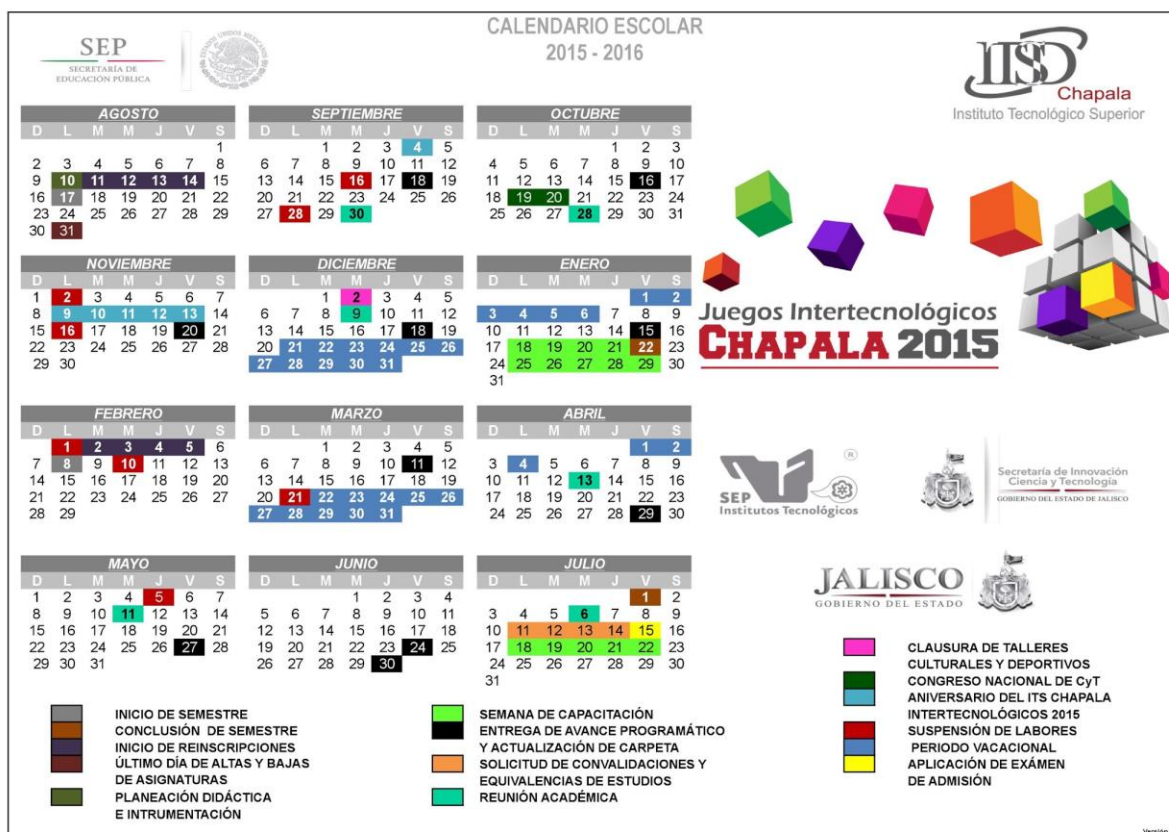 CALENDARIO ESCOLAR
2015 - 2016
SEP
SECRETARÍA DE
EDUCACIÓN PÚBLICA
ESTADOS UNIDOS MEXICANOS
ITS
Chapala
Instituto Tecnológico Superior
AGOSTO
D L M M J V S
1
2 3 4 5 6 7 8
9 10 11 12 13 14 15
16 17 18 19 20 21 22
23 24 25 26 27 28 29
30 31
SEPTIEMBRE
D L M M J V S
1 2 3 4 5
6 7 8 9 10 11 12
13 14 15 16 17 18 19
20 21 22 23 24 25 26
27 28 29 30
OCTUBRE
D L M M J V S
1 2 3
4 5 6 7 8 9 10
11 12 13 14 15 16 17
18 19 20 21 22 23 24
25 26 27 28 29 30 31
NOVIEMBRE
D L M M J V S
1 2 3 4 5 6 7
8 9 10 11 12 13 14
15 16 17 18 19 20 21
22 23 24 25 26 27 28
29 30
DICIEMBRE
D L M M J V S
1 2 3 4 5
6 7 8 9 10 11 12
13 14 15 16 17 18 19
20 21 22 23 24 25 26
27 28 29 30 31
ENERO
D L M M J V S
1 2
3 4 5 6 7 8 9
10 11 12 13 14 15 16
17 18 19 20 21 22 23
24 25 26 27 28 29 30
31
Juegos Intertecnológicos
CHAPALA 2015
FEBRERO
D L M M J V S
1 2 3 4 5 6
7 8 9 10 11 12 13
14 15 16 17 18 19 20
21 22 23 24 25 26 27
28 29
MARZO
D L M M J V S
1 2 3 4 5
6 7 8 9 10 11 12
13 14 15 16 17 18 19
20 21 22 23 24 25 26
27 28 29 30 31
ABRIL
D L M M J V S
1 2
3 4 5 6 7 8 9
10 11 12 13 14 15 16
17 18 19 20 21 22 23
24 25 26 27 28 29 30
®
SEP
Institutos Tecnológicos
Secretaría de Innovación
Ciencia y Tecnología
GOBIERNO DEL ESTADO DE JALISCO
MAYO
D L M M J V S
1 2 3 4 5 6 7
8 9 10 11 12 13 14
15 16 17 18 19 20 21
22 23 24 25 26 27 28
29 30 31
JUNIO
D L M M J V S
1 2 3 4
5 6 7 8 9 10 11
12 13 14 15 16 17 18
19 20 21 22 23 24 25
26 27 28 29 30
JULIO
D L M M J V S
1 2
3 4 5 6 7 8 9
10 11 12 13 14 15 16
17 18 19 20 21 22 23
24 25 26 27 28 29 30
31
JALISCO
GOBIERNO DEL ESTADO
INICIO DE SEMESTRE
CONCLUSIÓN DE SEMESTRE
INICIO DE REINSCRIPCIONES
ÚLTIMO DÍA DE ALTAS Y BAJAS
DE ASIGNATURAS
PLANEACIÓN DIDÁCTICA
E INTRUMENTACIÓN
SEMANA DE CAPACITACIÓN
ENTREGA DE AVANCE PROGRAMÁTICO
Y ACTUALIZACIÓN DE CARPETA
SOLICITUD DE CONVALIDACIONES Y
EQUIVALENCIAS DE ESTUDIOS
REUNIÓN ACADÉMICA
CLAUSURA DE TALLERES
CULTURALES Y DEPORTIVOS
CONGRESO NACIONAL DE CyT
ANIVERSARIO DEL ITS CHAPALA
INTERTECNOLÓGICOS 2015
SUSPENSIÓN DE LABORES
PERIODO VACACIONAL
APLICACIÓN DE EXÁMEN
DE ADMISIÓN
Versión